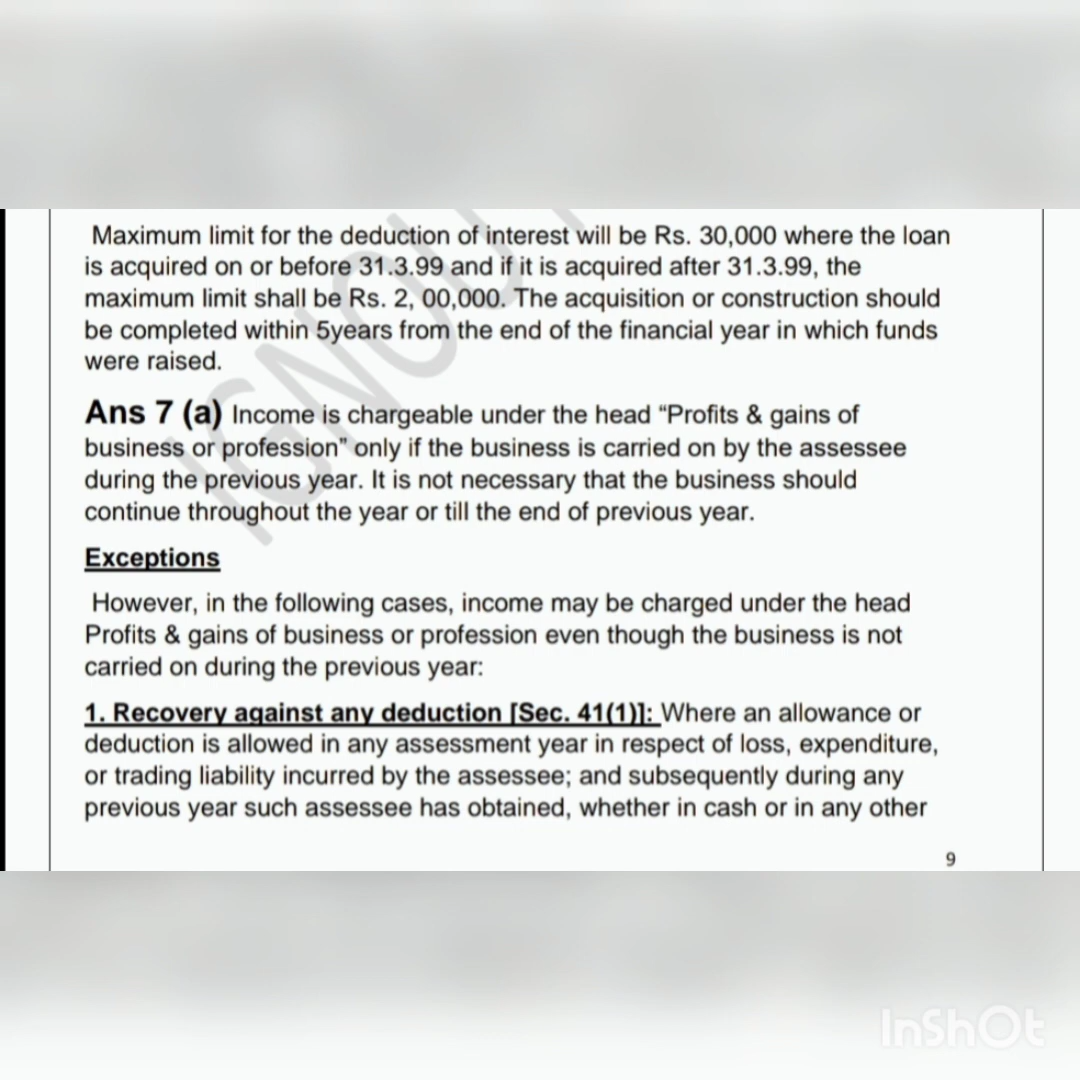 Maximum limit for the deduction of interest will be Rs. 30,000 where the loan
is acquired on or before 31.3.99 and if it is acquired after 31.3.99, the
maximum limit shall be Rs. 2, 00,000. The acquisition or construction should
be completed within 5years from the end of the financial year in which funds
were raised.
Ans 7 (a) Income is chargeable under the head “Profits & gains of
business or profession” only if the business is carried on by the assessee
during the previous year. It is not necessary that the business should
continue throughout the year or till the end of previous year.
Exceptions
However, in the following cases, income may be charged under the head
Profits & gains of business or profession even though the business is not
carried on during the previous year:
1. Recovery against any deduction [Sec. 41(1)]: Where an allowance or
deduction is allowed in any assessment year in respect of loss, expenditure,
or trading liability incurred by the assessee; and subsequently during any
previous year such assessee has obtained, whether in cash or in any other
9
InShOt